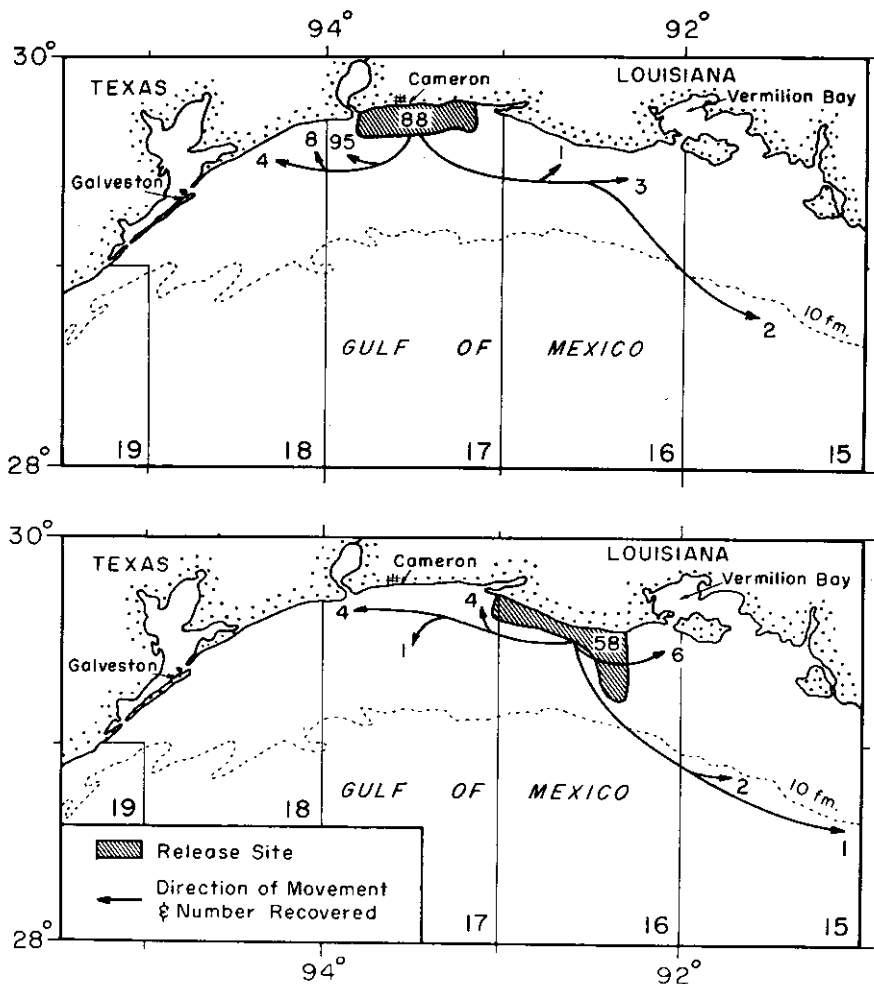 94° 92°
30°
TEXAS Cameron LOUISIANA
Vermilion Bay
88
8 95
4 1
3
Galveston
10 fm.
2
GULF OF MEXICO
19 18 17 16 15
28°
30°
TEXAS Cameron LOUISIANA
Vermilion Bay
4 4
58
1 6
Galveston
2
10 fm.
GULF OF MEXICO
1
19 18
Release Site
Direction of Movement
& Number Recovered
17 16 15
28°
94° 92°